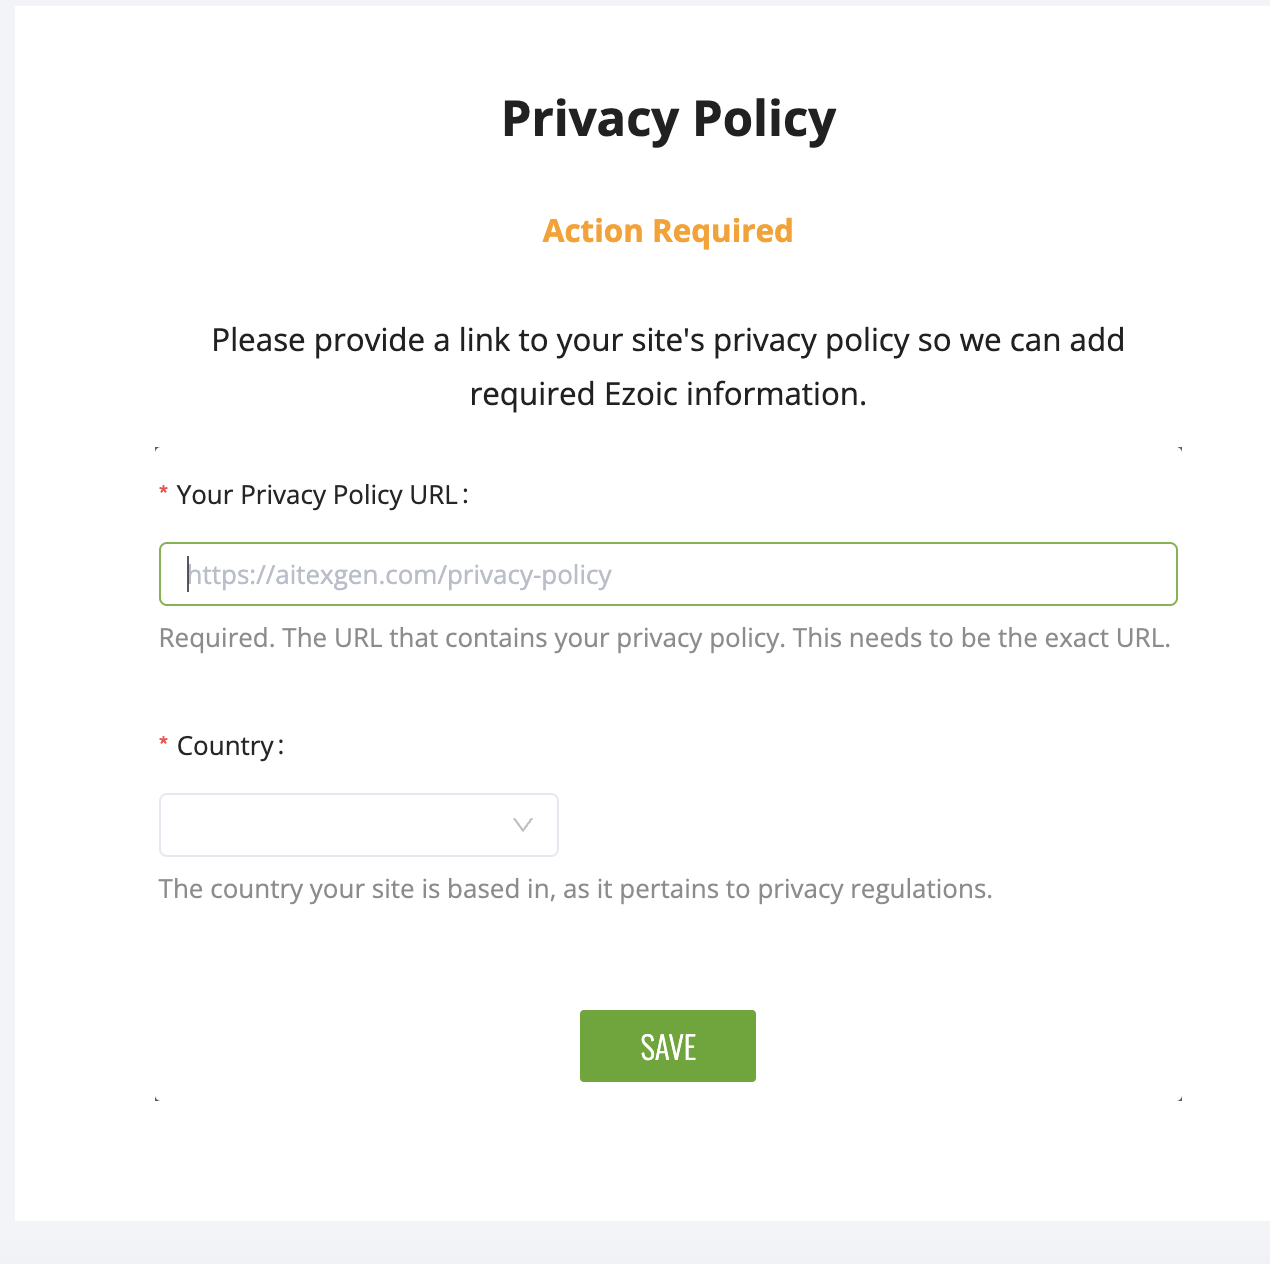 Privacy Policy
Action Required
Please provide a link to your site's privacy policy so we can add
required Ezoic information.
* Your Privacy Policy URL:
https://aitexgen.com/privacy-policy
Required. The URL that contains your privacy policy. This needs to be the exact URL.
* Country:
The country your site is based in, as it pertains to privacy regulations.
SAVE